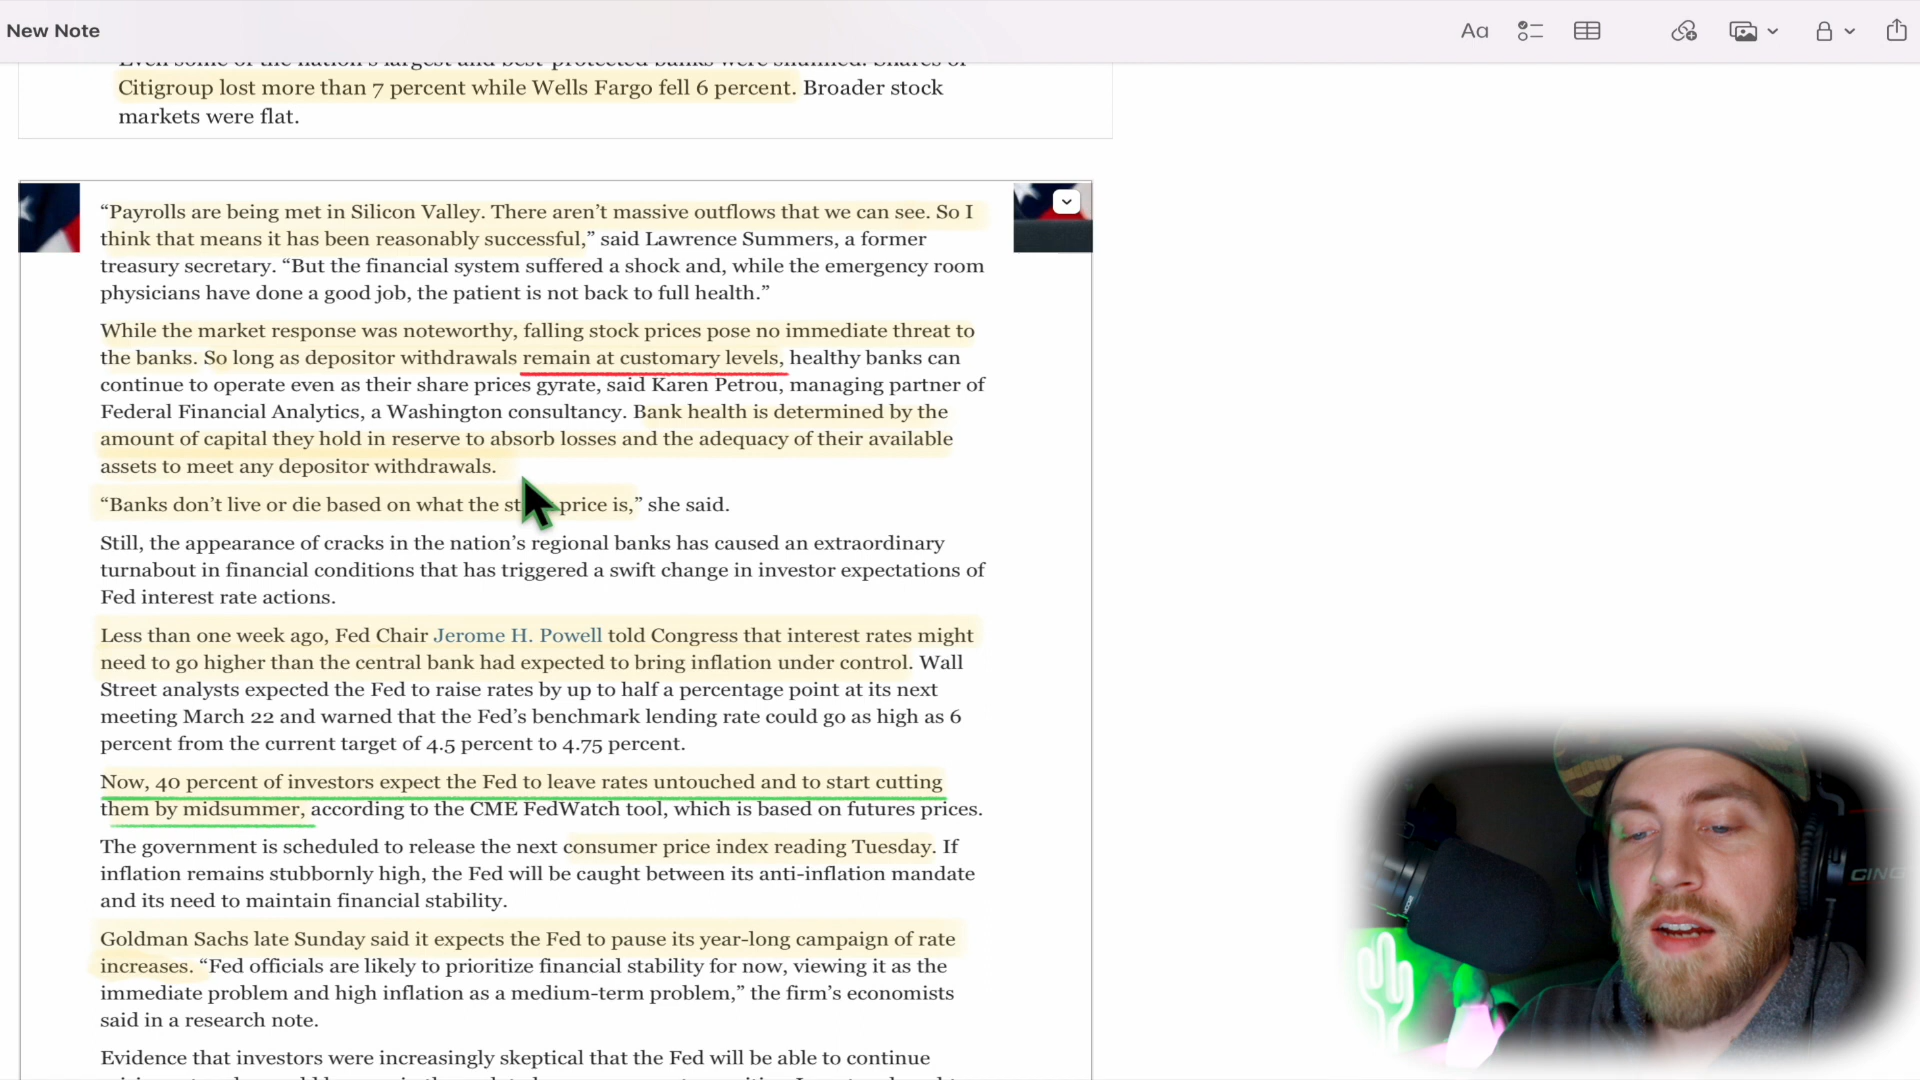 New Note
Aa
Even some of the nation's largest and best-protected banks were shunned. Shares of
Citigroup lost more than 7 percent while Wells Fargo fell 6 percent. Broader stock
markets were flat.
“Payrolls are being met in Silicon Valley. There aren’t massive outflows that we can see. So I
think that means it has been reasonably successful,” said Lawrence Summers, a former
treasury secretary. “But the financial system suffered a shock and, while the emergency room
physicians have done a good job, the patient is not back to full health.”
While the market response was noteworthy, falling stock prices pose no immediate threat to
the banks. So long as depositor withdrawals remain at customary levels, healthy banks can
continue to operate even as their share prices gyrate, said Karen Petrou, managing partner of
Federal Financial Analytics, a Washington consultancy. Bank health is determined by the
amount of capital they hold in reserve to absorb losses and the adequacy of their available
assets to meet any depositor withdrawals.
“Banks don’t live or die based on what the st price is,” she said.
Still, the appearance of cracks in the nation’s regional banks has caused an extraordinary
turnabout in financial conditions that has triggered a swift change in investor expectations of
Fed interest rate actions.
Less than one week ago, Fed Chair Jerome H. Powell told Congress that interest rates might
need to go higher than the central bank had expected to bring inflation under control. Wall
Street analysts expected the Fed to raise rates by up to half a percentage point at its next
meeting March 22 and warned that the Fed’s benchmark lending rate could go as high as 6
percent from the current target of 4.5 percent to 4.75 percent.
Now, 40 percent of investors expect the Fed to leave rates untouched and to start cutting
them by midsummer, according to the CME FedWatch tool, which is based on futures prices.
The government is scheduled to release the next consumer price index reading Tuesday. If
inflation remains stubbornly high, the Fed will be caught between its anti-inflation mandate
and its need to maintain financial stability.
Goldman Sachs late Sunday said it expects the Fed to pause its year-long campaign of rate
increases. “Fed officials are likely to prioritize financial stability for now, viewing it as the
immediate problem and high inflation as a medium-term problem,” the firm’s economists
said in a research note.
Evidence that investors were increasingly skeptical that the Fed will be able to continue
CING